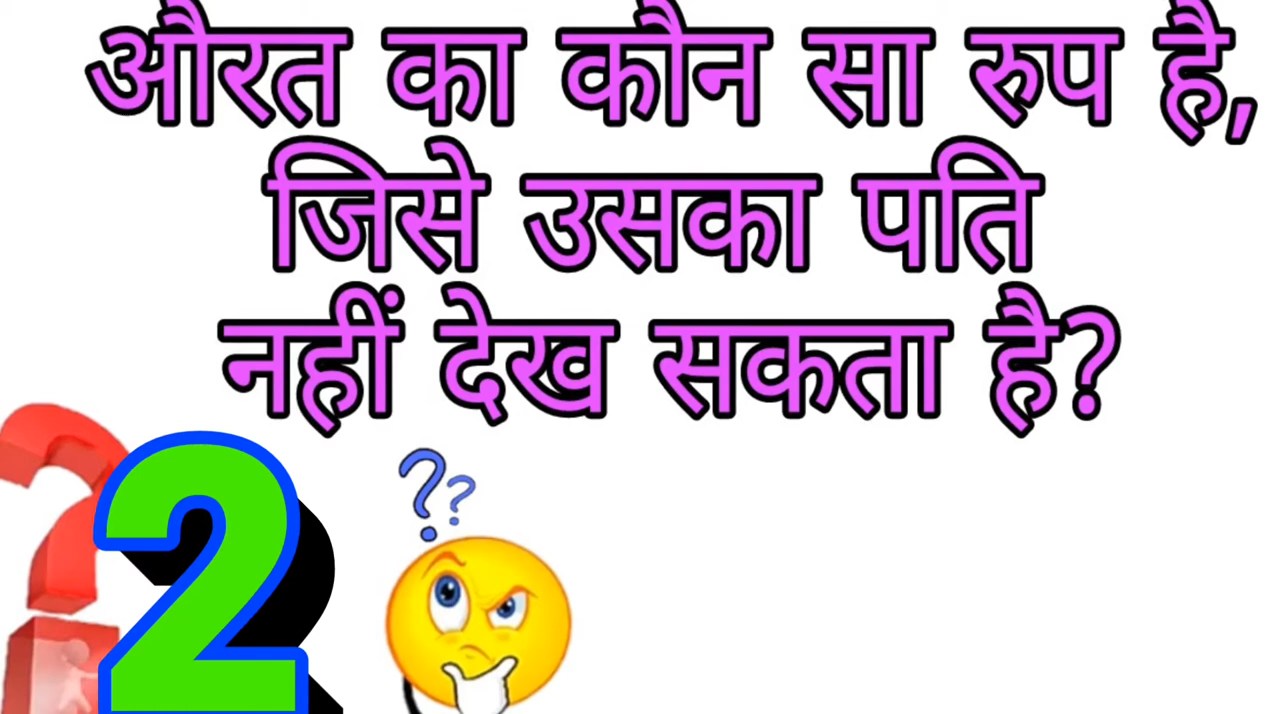 औरत का कौन सा रुप है,
जिसे उसका पति
नहीं देख सकता है?
2